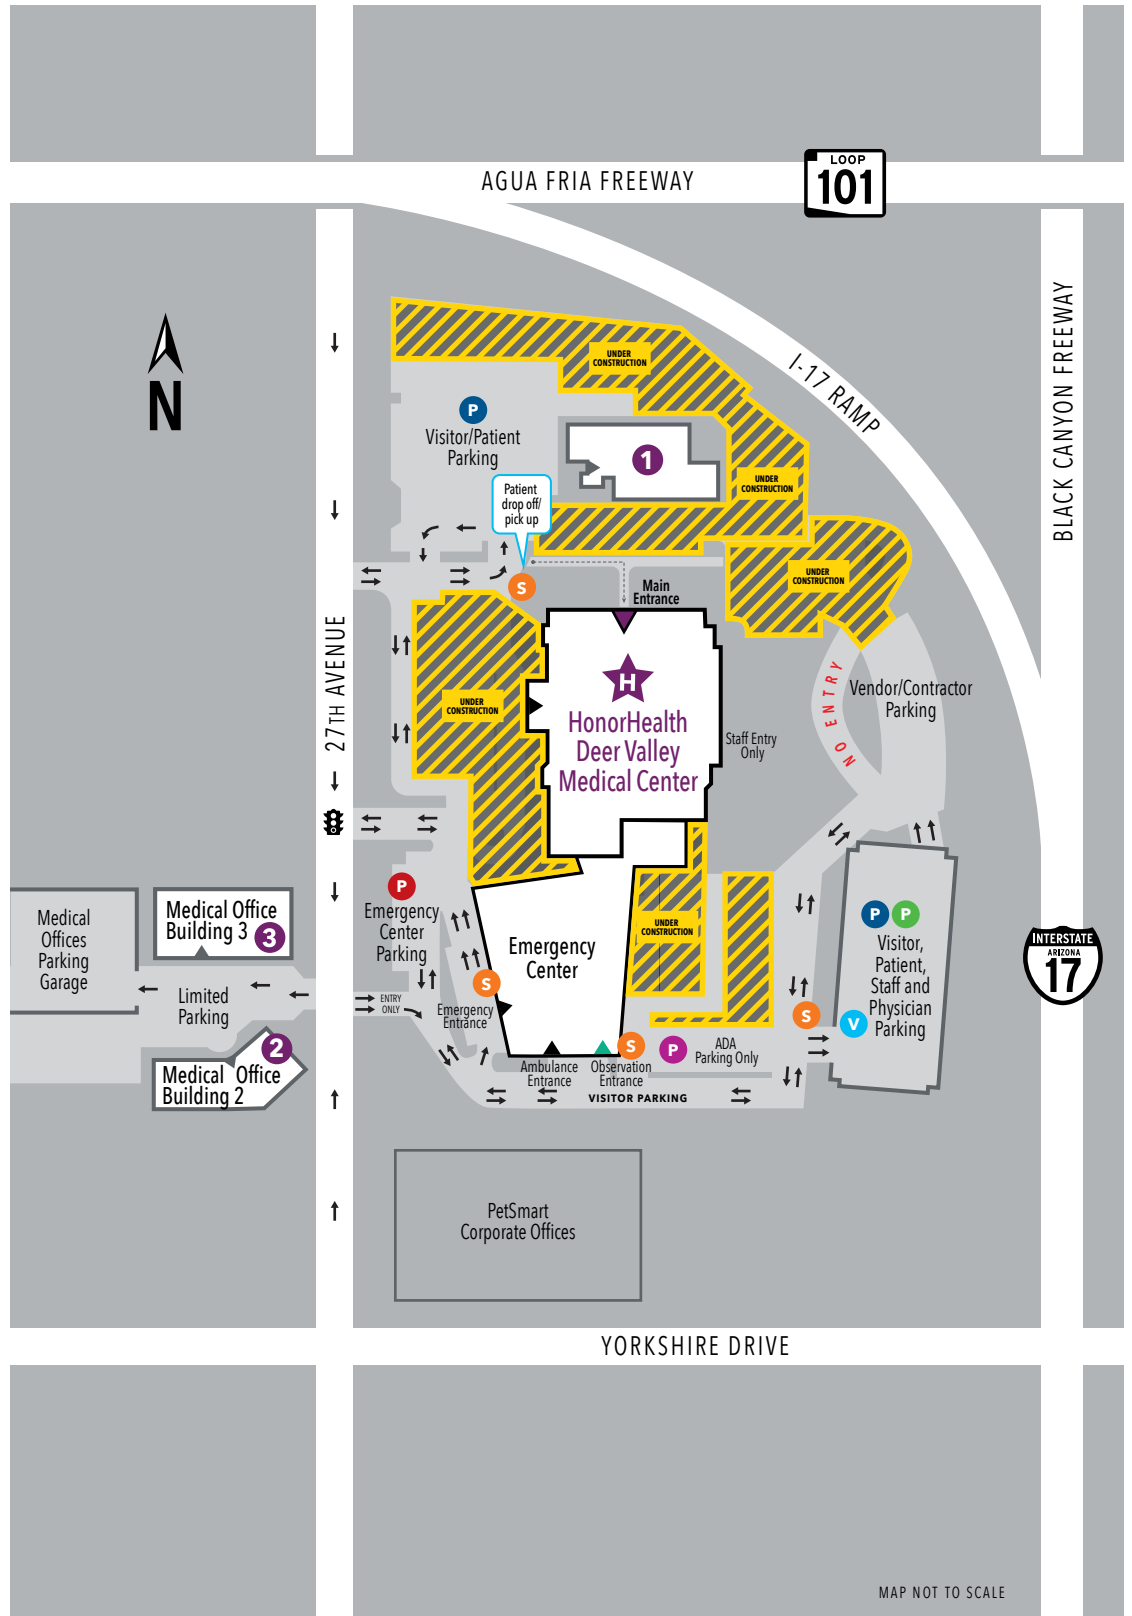 AGUA FRIA FREEWAY
LOOP
101
BLACK CANYON FREEWAY
I-17 RAMP
N
UNDER
CONSTRUCTION
P
Visitor/Patient
Parking
1
UNDER
CONSTRUCTION
Patient
drop off/
pick up
S
UNDER
CONSTRUCTION
Main
Entrance
27TH AVENUE
H
HonorHealth
Deer Valley
Medical Center
UNDER
CONSTRUCTION
Staff Entry
Only
NO ENTRY
Vendor/Contractor
Parking
P
Emergency
Center
Parking
Medical
Offices
Parking
Garage
Medical Office
Building 3
3
Limited
Parking
2
Medical Office
Building 2
ENTRY
ONLY
S
Emergency
Entrance
Emergency
Center
UNDER
CONSTRUCTION
P
P
Visitor,
Patient,
Staff and
Physician
Parking
S
V
INTERSTATE
ARIZONA
17
Ambulance
Entrance
Observation
Entrance
S
P
ADA
Parking Only
VISITOR PARKING
PetSmart
Corporate Offices
YORKSHIRE DRIVE
MAP NOT TO SCALE